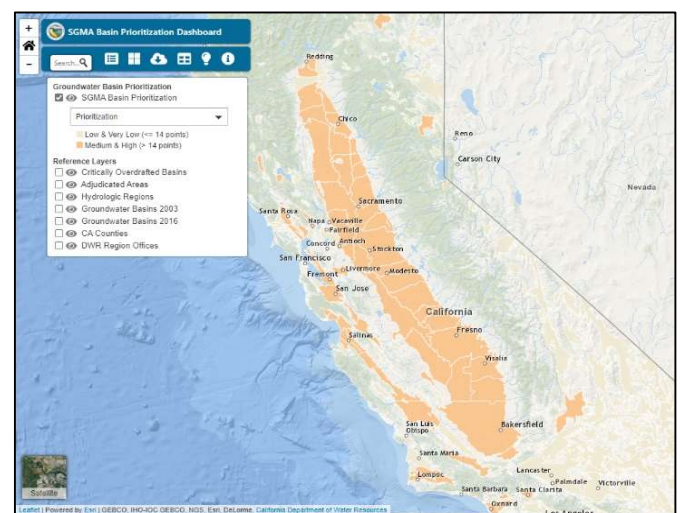 +
-
SGMA Basin Prioritization Dashboard
Search..
Groundwater Basin Prioritization
SGMA Basin Prioritization
Prioritization
Low & Very Low (<= 14 points)
Medium & High (> 14 points)
Reference Layers
Critically Overdrafted Basins
Adjudicated Areas
Hydrologic Regions
Groundwater Basins 2003
Groundwater Basins 2016
CA Counties
DWR Region Offices
Redding
Chico
Reno
Carson City
Nevada
Sacramento
Santa Rosa
Napa
Vacaville
Fairfield
Concord
Antioch
Stockton
San Francisco
Livermore
Modesto
Fremont
San Jose
California
Fresno
Salinas
Visalia
San Luis
Obispo
Bakersfield
Santa Maria
Lompoc
Lancaster
Palmdale
Victorville
Santa Barbara
Santa Clarita
Oxnard
Los Angeles
Satellite
Leaflet | Powered by Esri | GEBCO, IHO-IOC GEBCO, NGS, Esri, DeLorme, California Department of Water Resources